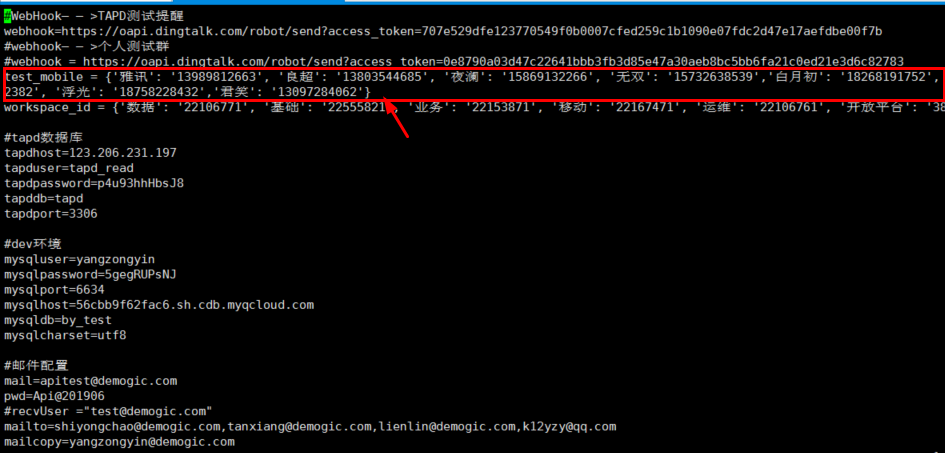 #WebHook— — >TAPD测试提醒
webhook=https://oapi.dingtalk.com/robot/send?access_token=707e529dfe123770549f0b0007cfed259c1b1090e07fdc2d47e17aefdbe00f7b
#webhook— — >个人测试群
#webhook = https://oapi.dingtalk.com/robot/send?access_token=0e8790a03d47c22641bbb3fb3d85e47a30aeb8bc5bb6fa21c0ed21e3d6c82783
test_mobile = {'雅讯': '13989812663', '良超': '13803544685', '夜澜': '15869132266', '无双': '15732638539','白月初': '18268191752',
2382', '浮光': '18758228432','君笑': '13097284062'}
workspace_id = {'数据': '22106771', '基础': '22555821', '业务': '22153871', '移动': '22167471', '运维': '22106761', '开放平台': '38
#tapd数据库
tapdhost=123.206.231.197
tapduser=tapd_read
tapdpassword=p4u93hhHbsJ8
tapddb=tapd
tapdport=3306
#dev环境
mysqluser=yangzongyin
mysqlpassword=5gegRUPsNJ
mysqlport=6634
mysqlhost=56cbb9f62fac6.sh.cdb.myqcloud.com
mysqldb=by_test
mysqlcharset=utf8
#邮件配置
mail=apitest@demogic.com
pwd=Api@201906
#recvUser ="test@demogic.com"
mailto=shiyongchao@demogic.com,tanxiang@demogic.com,lienlin@demogic.com,k12yzy@qq.com
mailcopy=yangzongyin@demogic.com